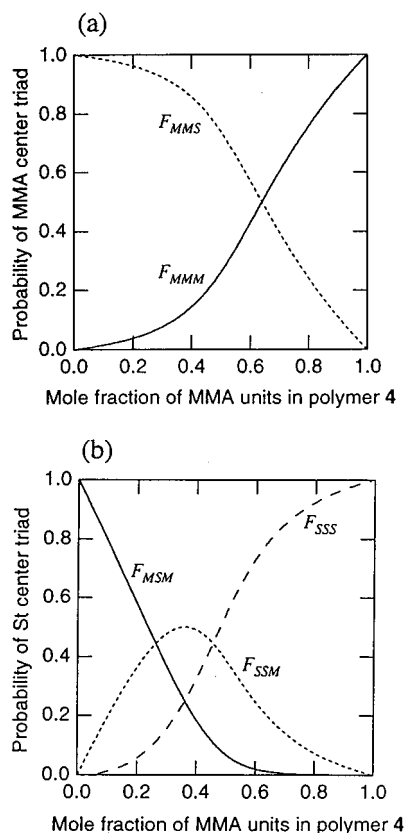 (a)
Probability of MMA center triad
1.0
0.8
0.6
0.4
0.2
0.0
F_MMS
F_MMM
0.0 0.2 0.4 0.6 0.8 1.0
Mole fraction of MMA units in polymer 4
(b)
Probability of St center triad
1.0
0.8
0.6
0.4
0.2
0.0
F_SSS
F_MSM
F_SSM
0.0 0.2 0.4 0.6 0.8 1.0
Mole fraction of MMA units in polymer 4